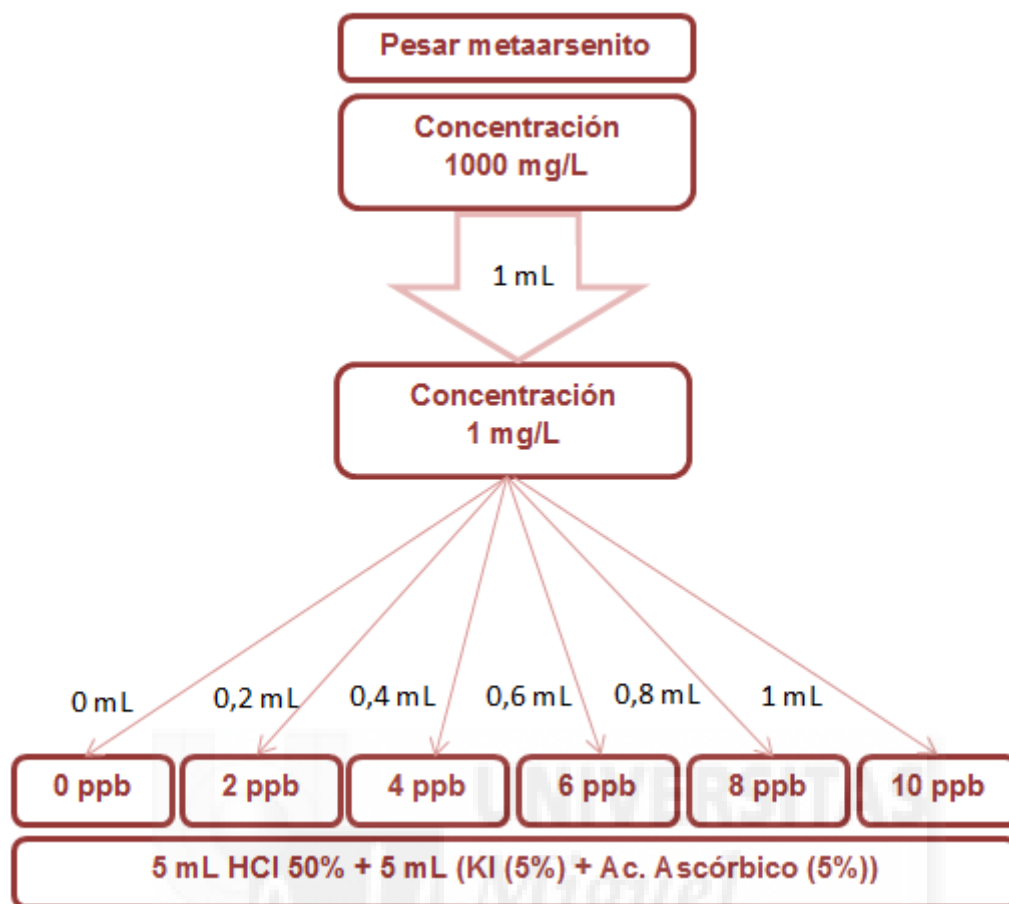 Pesar metaarsenito
Concentración
1000 mg/L
1 mL
Concentración
1 mg/L
0 mL
0,2 mL
0,4 mL
0,6 mL
0,8 mL
1 mL
0 ppb
2 ppb
4 ppb
6 ppb
8 ppb
10 ppb
UNIVERSITAS
5 mL HCl 50% + 5 mL (KI (5%) + Ac. Ascórbico (5%))
Miguel